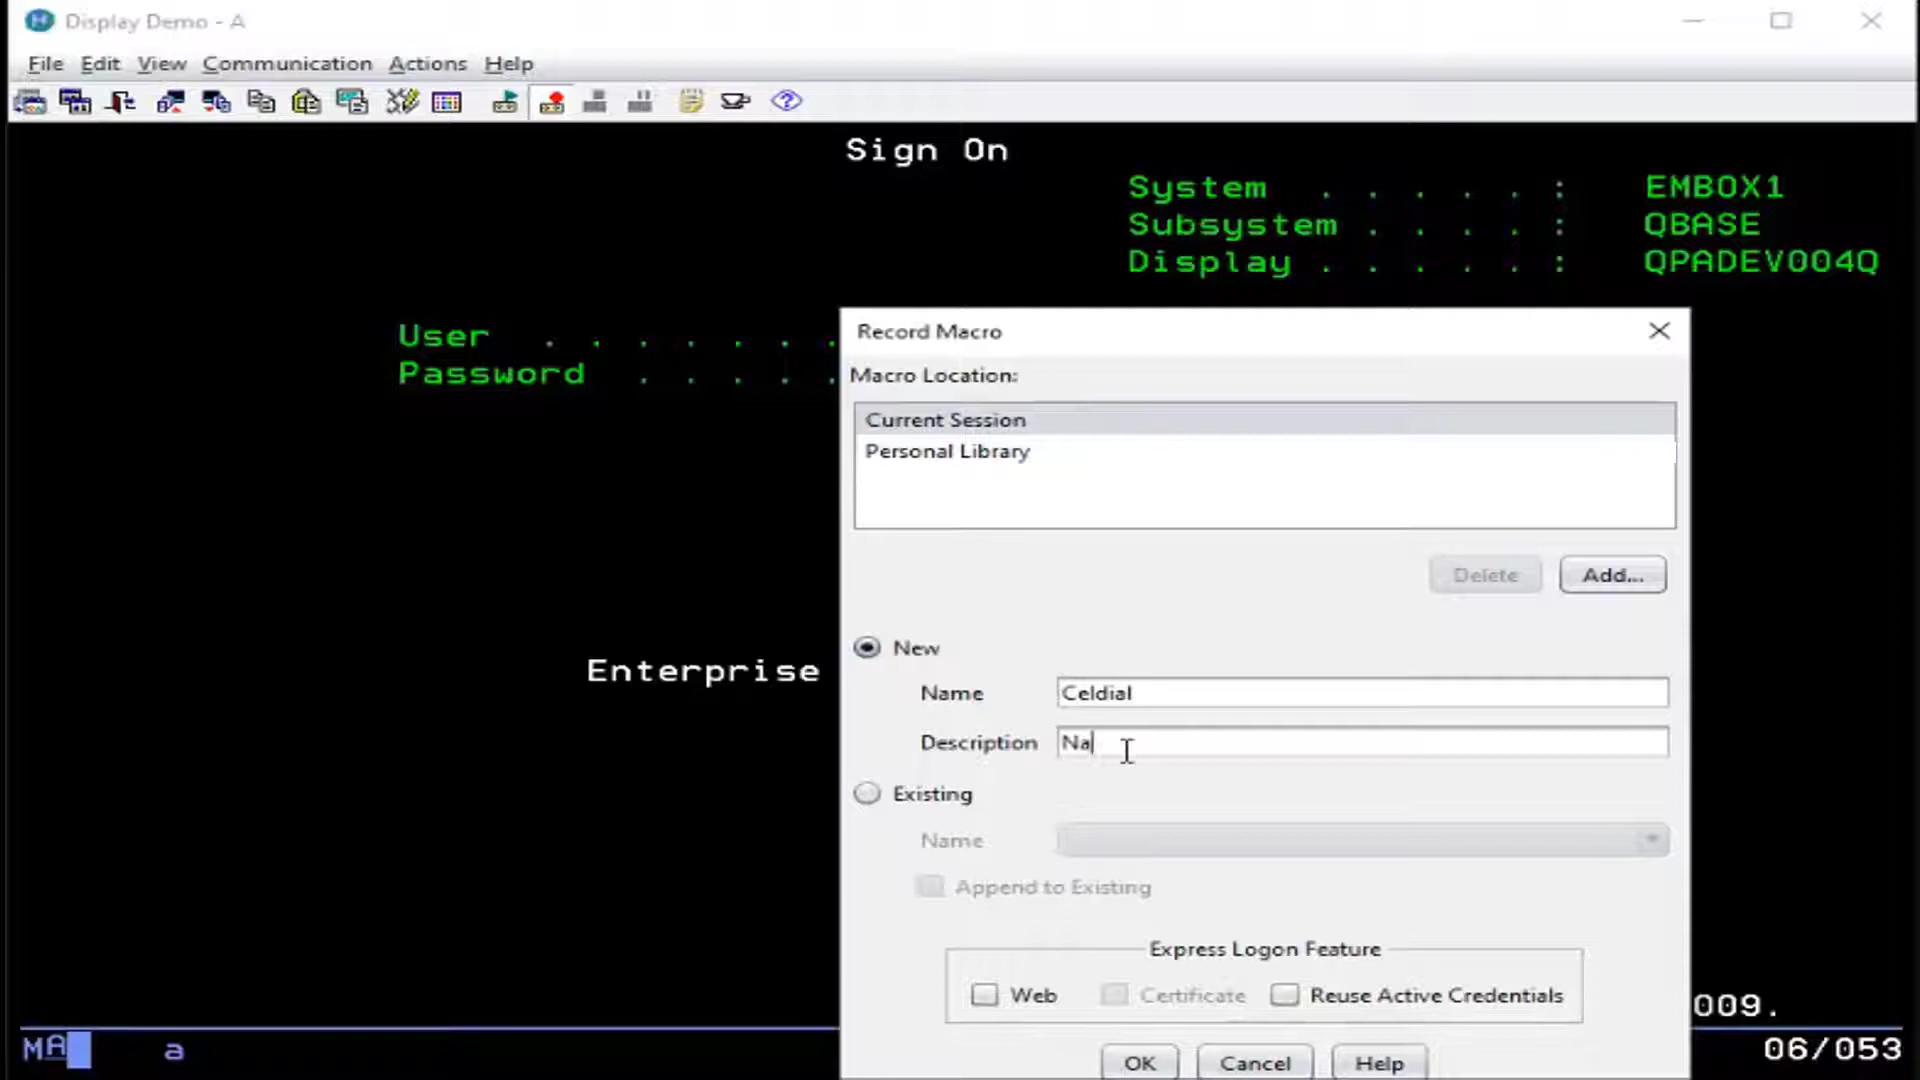 Display Demo - A
File Edit View Communication Actions Help
Sign On
System . . . . . : EMBOX1
Subsystem . . . . : QBASE
Display . . . . . : QPADEV004Q
User . . . . . . .
Password . . . . .
Record Macro
Macro Location:
Current Session
Personal Library
Delete Add...
New
Enterprise
Name Celdial
Description Na
Existing
Name
Append to Existing
Express Logon Feature
Web Certificate Reuse Active Credentials
009.
MA a 06/053
OK Cancel Help